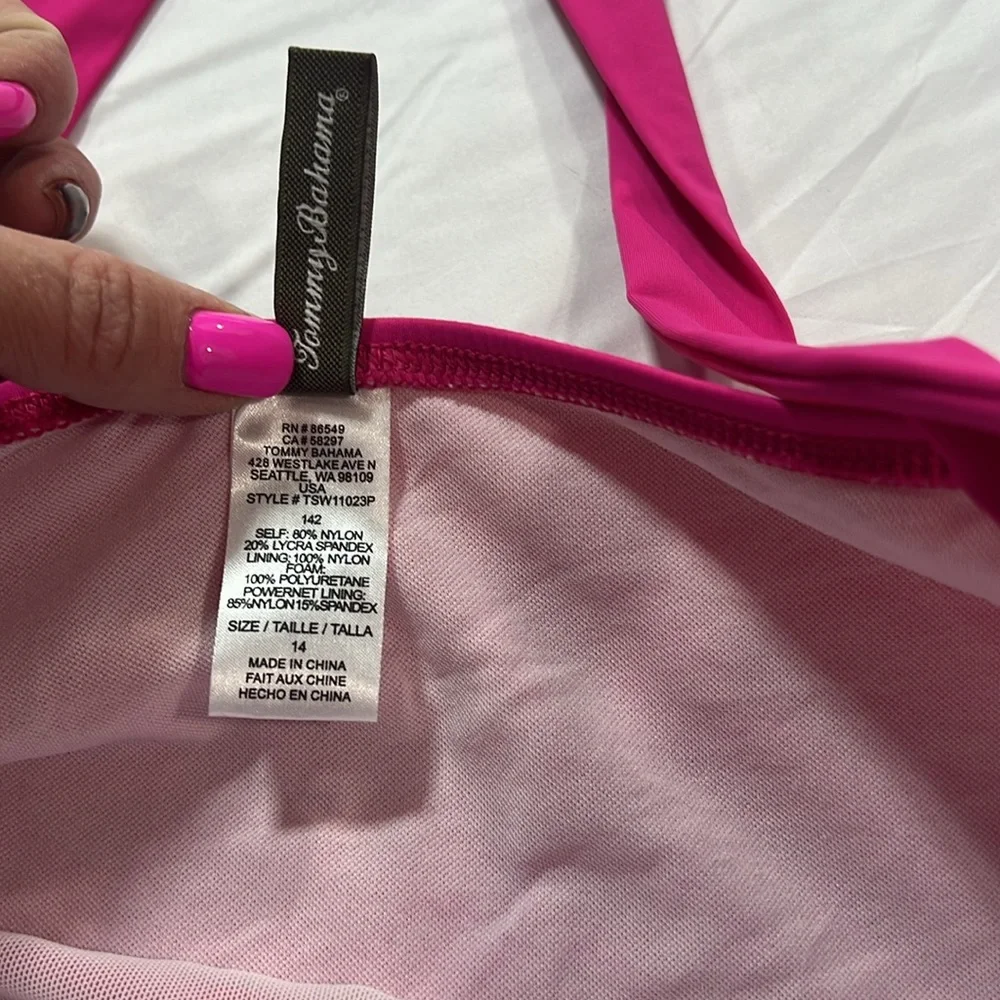 Tommy Bahama®
RN # 86549
CA # 58297
TOMMY BAHAMA
428 WESTLAKE AVE N
SEATTLE, WA 98109
USA
STYLE # TSW11023P
142
SELF: 80% NYLON
20% LYCRA SPANDEX
LINING: 100% NYLON
FOAM:
100% POLYURETANE
POWERNET LINING:
85%NYLON15%SPANDEX
SIZE / TAILLE / TALLA
14
MADE IN CHINA
FAIT AUX CHINE
HECHO EN CHINA